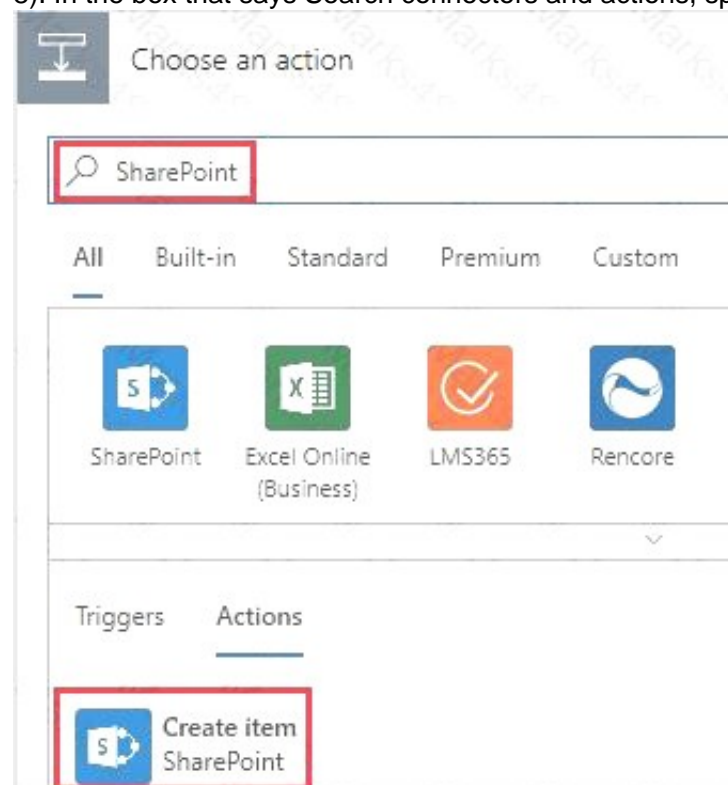 Choose an action
SharePoint
All Built-in Standard Premium Custom
SharePoint Excel Online (Business) LMS365 Rencore
Triggers Actions
Create item
SharePoint